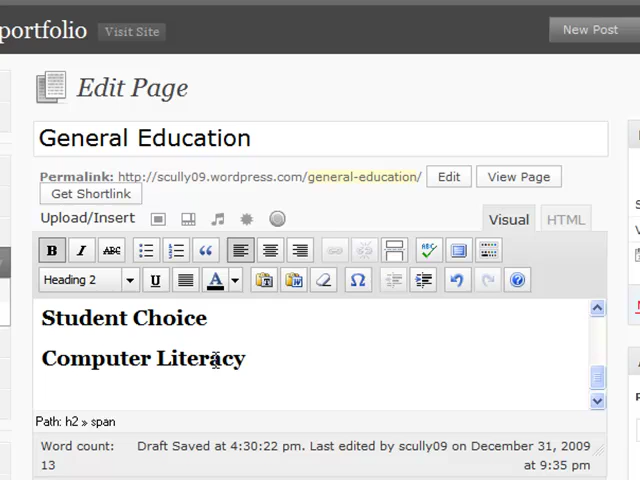 portfolio Visit Site New Post
Edit Page
General Education
Permalink: http://scully09.wordpress.com/general-education/ Edit View Page
Get Shortlink
Upload/Insert Visual HTML
B I ABC ABC
Heading 2 U A Ω ?
Student Choice
Computer Literacy
Path: h2 » span
Word count: Draft Saved at 4:30:22 pm. Last edited by scully09 on December 31, 2009
13 at 9:35 pm